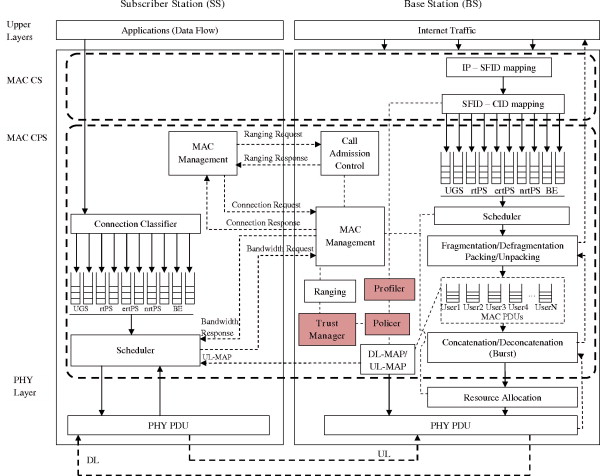 Subscriber Station (SS)
Base Station (BS)
Upper
Layers
Applications (Data Flow)
Internet Traffic
MAC CS
IP – SFID mapping
SFID – CID mapping
MAC CPS
MAC
Management
Ranging Request
Ranging Response
Call
Admission
Control
UGS rtPS ertPS nrtPS BE
Connection Request
Connection Response
Connection Classifier
MAC
Management
Scheduler
Bandwidth Request
Fragmentation/Defragmentation
Packing/Unpacking
UGS rtPS ertPS nrtPS BE
Ranging
Profiler
User1 User2 User3 User4 ... UserN
MAC PDUs
Bandwidth
Response
Trust
Manager
Policer
Scheduler
UL-MAP
DL-MAP/
UL-MAP
Concatenation/Deconcatenation
(Burst)
PHY
Layer
Resource Allocation
PHY PDU
PHY PDU
DL
UL